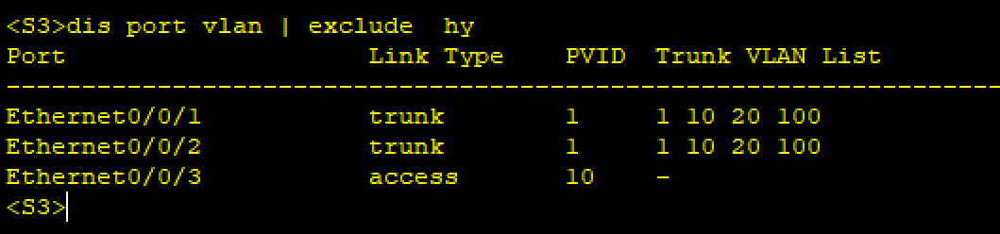 <S3>dis port vlan | exclude  hy
Port                    Link Type    PVID  Trunk VLAN List
-------------------------------------------------------------------
Ethernet0/0/1           trunk        1     1 10 20 100
Ethernet0/0/2           trunk        1     1 10 20 100
Ethernet0/0/3           access       10    -
<S3>